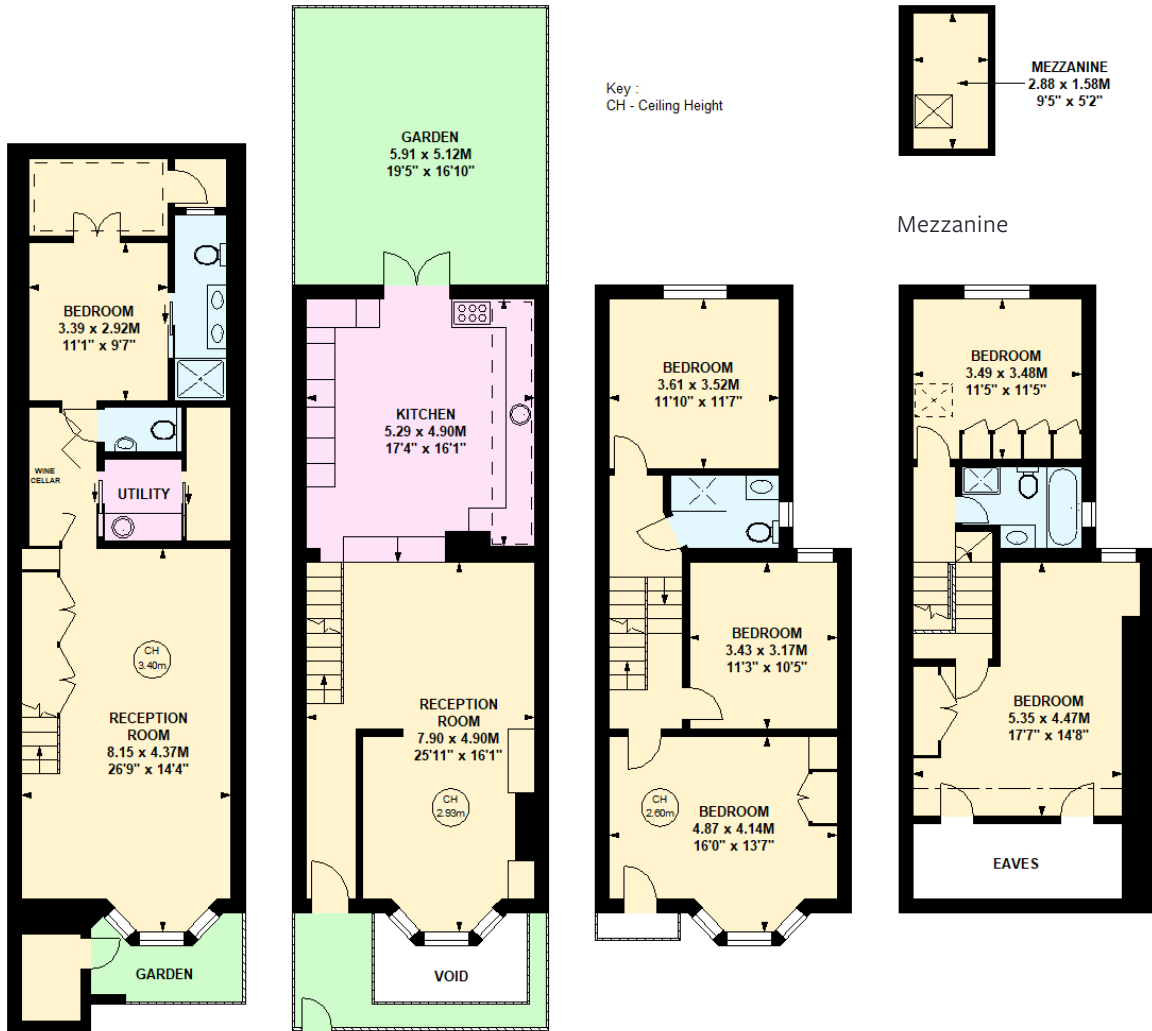 Key :
CH - Ceiling Height
MEZZANINE
2.88 x 1.58M
9'5" x 5'2"
Mezzanine
BEDROOM
3.39 x 2.92M
11'1" x 9'7"
WINE
CELLAR
UTILITY
CH
3.40m
RECEPTION
ROOM
8.15 x 4.37M
26'9" x 14'4"
GARDEN
GARDEN
5.91 x 5.12M
19'5" x 16'10"
KITCHEN
5.29 x 4.90M
17'4" x 16'1"
RECEPTION
ROOM
7.90 x 4.90M
25'11" x 16'1"
CH
2.93m
VOID
BEDROOM
3.61 x 3.52M
11'10" x 11'7"
BEDROOM
3.43 x 3.17M
11'3" x 10'5"
CH
2.60m
BEDROOM
4.87 x 4.14M
16'0" x 13'7"
BEDROOM
3.49 x 3.48M
11'5" x 11'5"
BEDROOM
5.35 x 4.47M
17'7" x 14'8"
EAVES